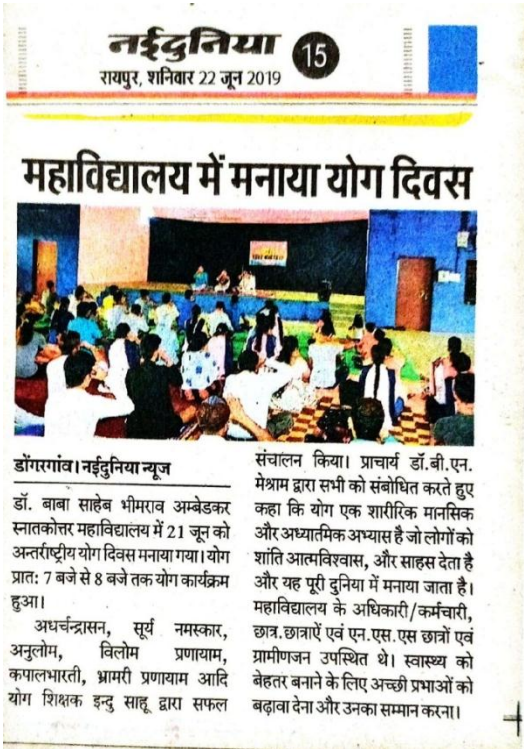 नईदुनिया
15
रायपुर, शनिवार 22 जून 2019
महाविद्यालय में मनाया योग दिवस
डोंगरगांव। नईदुनिया न्यूज
डॉ. बाबा साहेब भीमराव अम्बेडकर
स्नातकोत्तर महाविद्यालय में 21 जून को
अन्तर्राष्ट्रीय योग दिवस मनाया गया। योग
प्रात: 7 बजे से 8 बजे तक योग कार्यक्रम
हुआ।
अधर्चन्द्रासन, सूर्य नमस्कार,
अनुलोम, विलोम प्रणायाम,
कपालभारती, भ्रामरी प्रणायाम आदि
योग शिक्षक इन्दु साहू द्वारा सफल
संचालन किया। प्राचार्य डॉ.बी.एन.
मेश्राम द्वारा सभी को संबोधित करते हुए
कहा कि योग एक शारीरिक मानसिक
और अध्यातमिक अभ्यास है जो लोगों को
शांति आत्मविश्वास, और साहस देता है
और यह पूरी दुनिया में मनाया जाता है।
महाविद्यालय के अधिकारी/कर्मचारी,
छात्र.छात्राऐं एवं एन.एस.एस छात्रों एवं
ग्रामीणजन उपस्थित थे। स्वास्थ्य को
बेहतर बनाने के लिए अच्छी प्रभाओं को
बढ़ावा देना और उनका सम्मान करना।